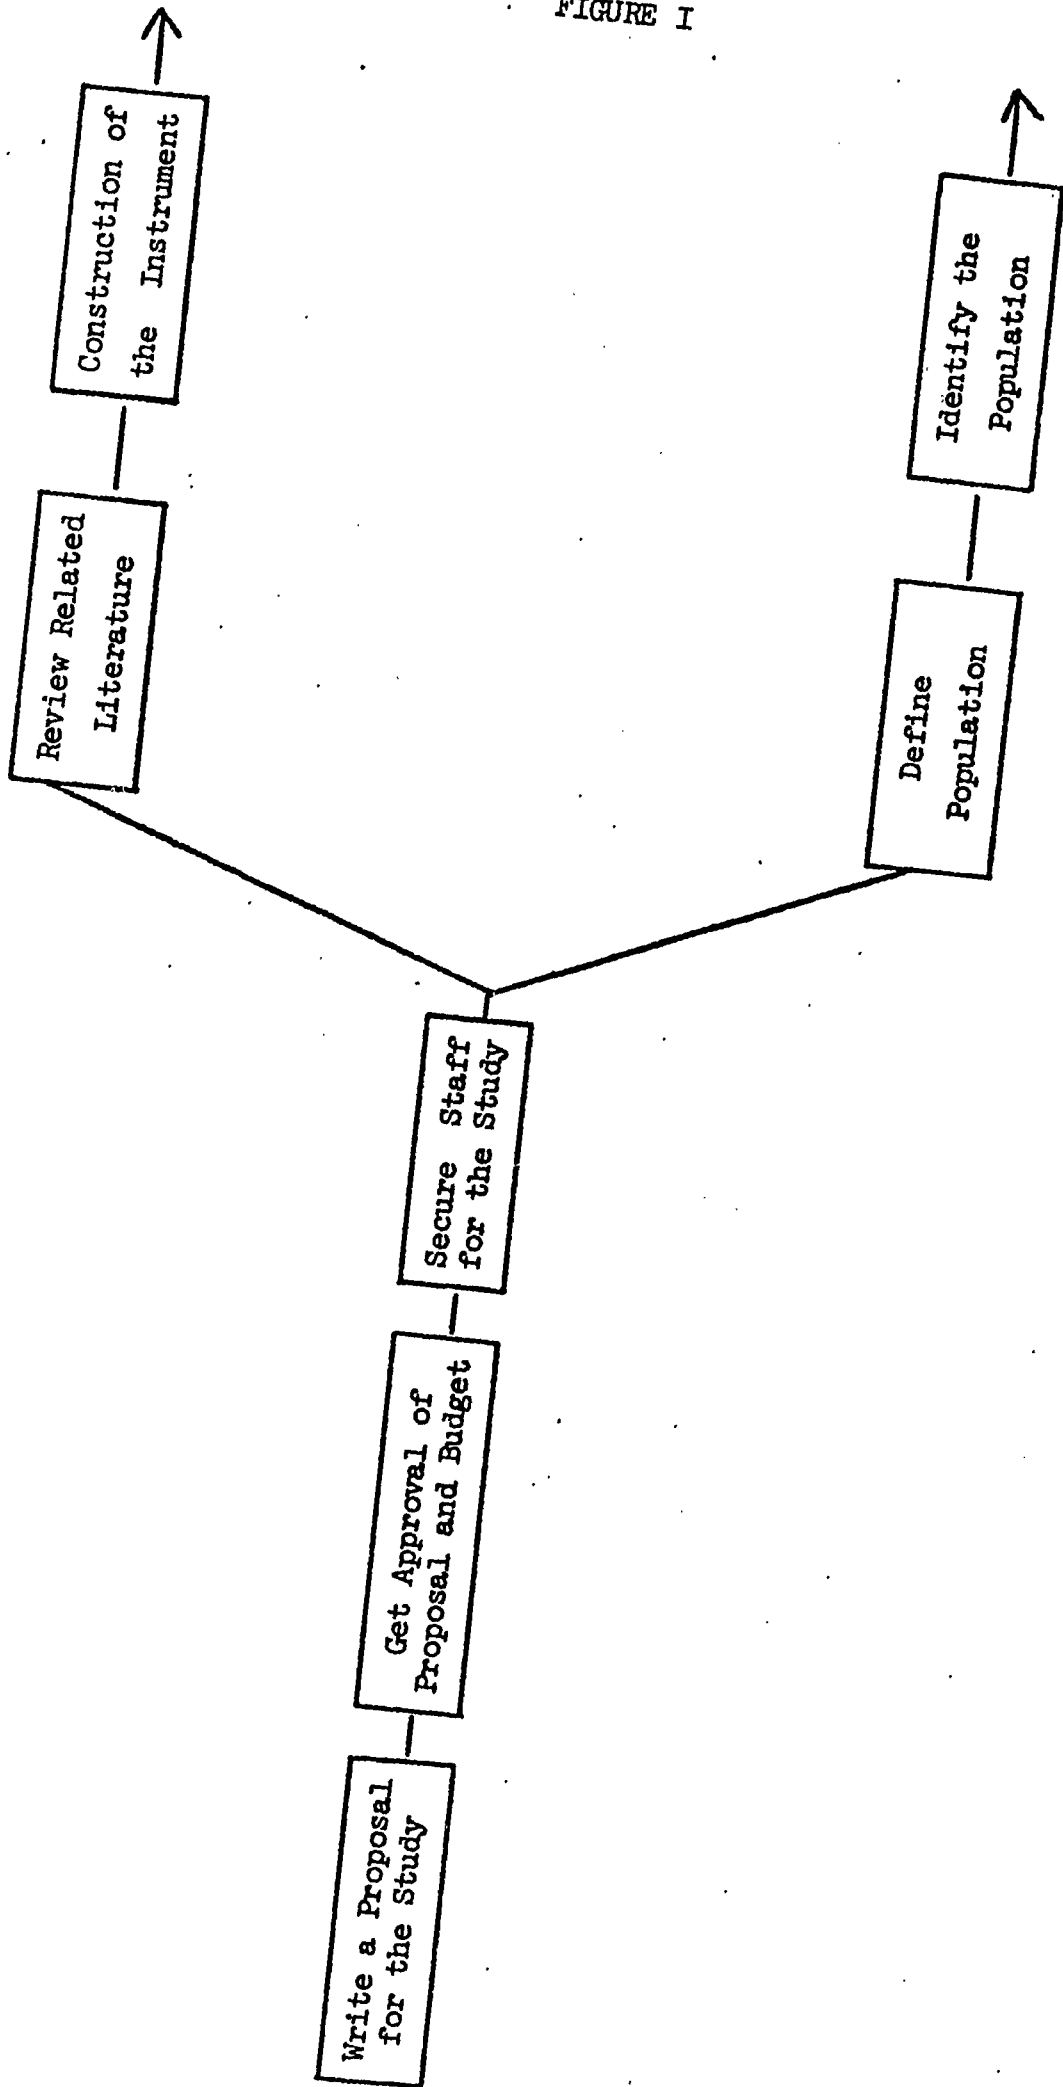 FIGURE I
Write a Proposal
for the Study
Get Approval of
Proposal and Budget
Secure Staff
for the Study
Review Related
Literature
Construction of
the Instrument
Define
Population
Identify the
Population